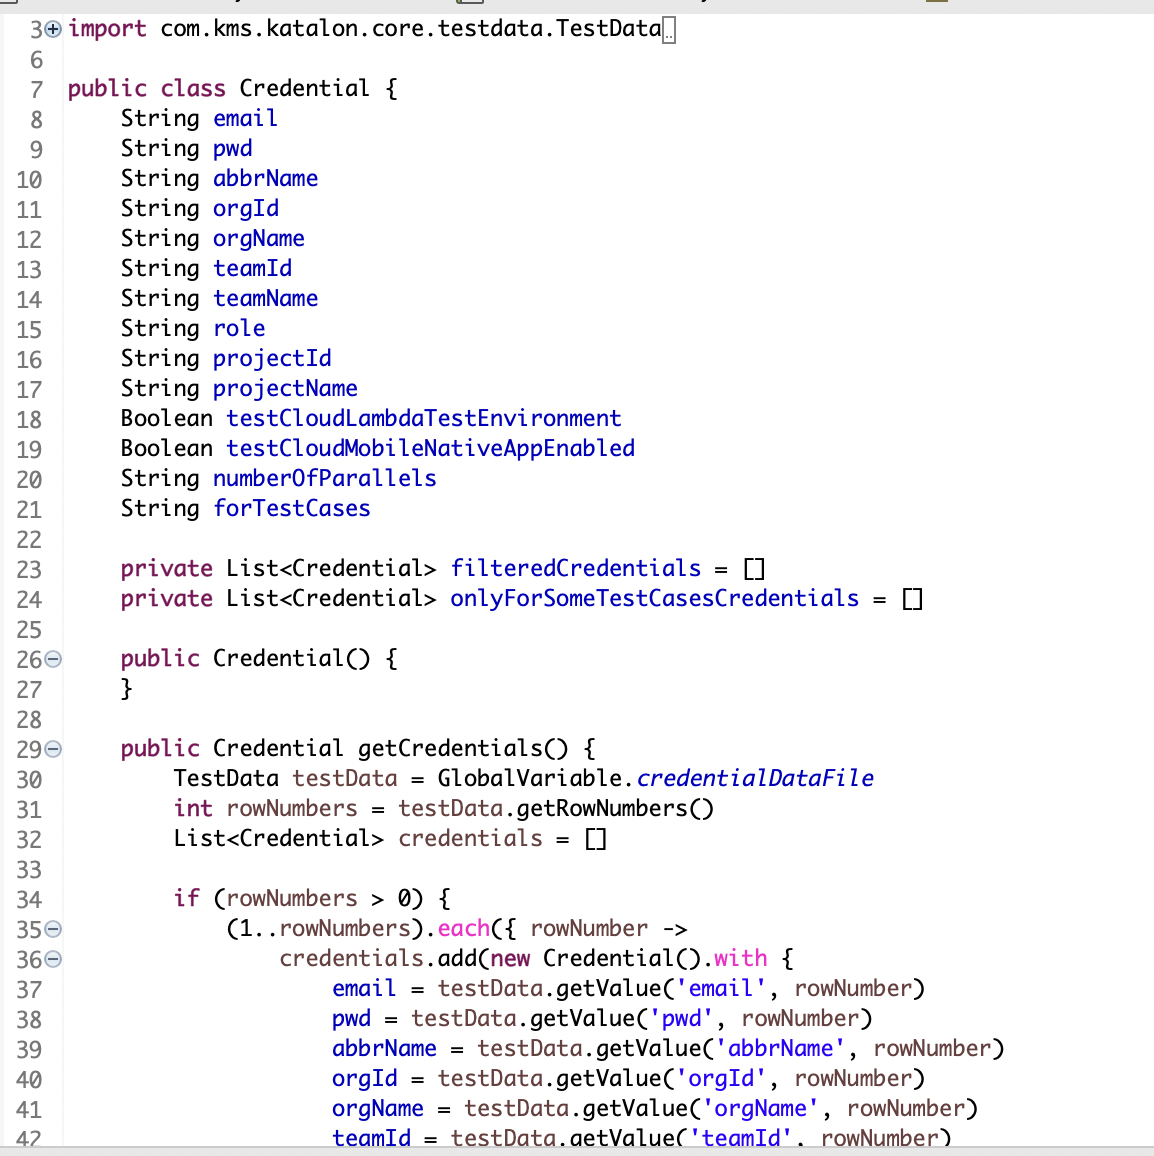 3 import com.kms.katalon.core.testdata.TestData..
6
7 public class Credential {
8 String email
9 String pwd
10 String abbrName
11 String orgId
12 String orgName
13 String teamId
14 String teamName
15 String role
16 String projectId
17 String projectName
18 Boolean testCloudLambdaTestEnvironment
19 Boolean testCloudMobileNativeAppEnabled
20 String numberOfParallels
21 String forTestCases
22
23 private List<Credential> filteredCredentials = []
24 private List<Credential> onlyForSomeTestCasesCredentials = []
25
26 public Credential() {
27 }
28
29 public Credential getCredentials() {
30 TestData testData = GlobalVariable.credentialDataFile
31 int rowNumbers = testData.getRowNumbers()
32 List<Credential> credentials = []
33
34 if (rowNumbers > 0) {
35 (1..rowNumbers).each({ rowNumber ->
36 credentials.add(new Credential().with {
37 email = testData.getValue('email', rowNumber)
38 pwd = testData.getValue('pwd', rowNumber)
39 abbrName = testData.getValue('abbrName', rowNumber)
40 orgId = testData.getValue('orgId', rowNumber)
41 orgName = testData.getValue('orgName', rowNumber)
42 teamId = testData.getValue('teamId', rowNumber)